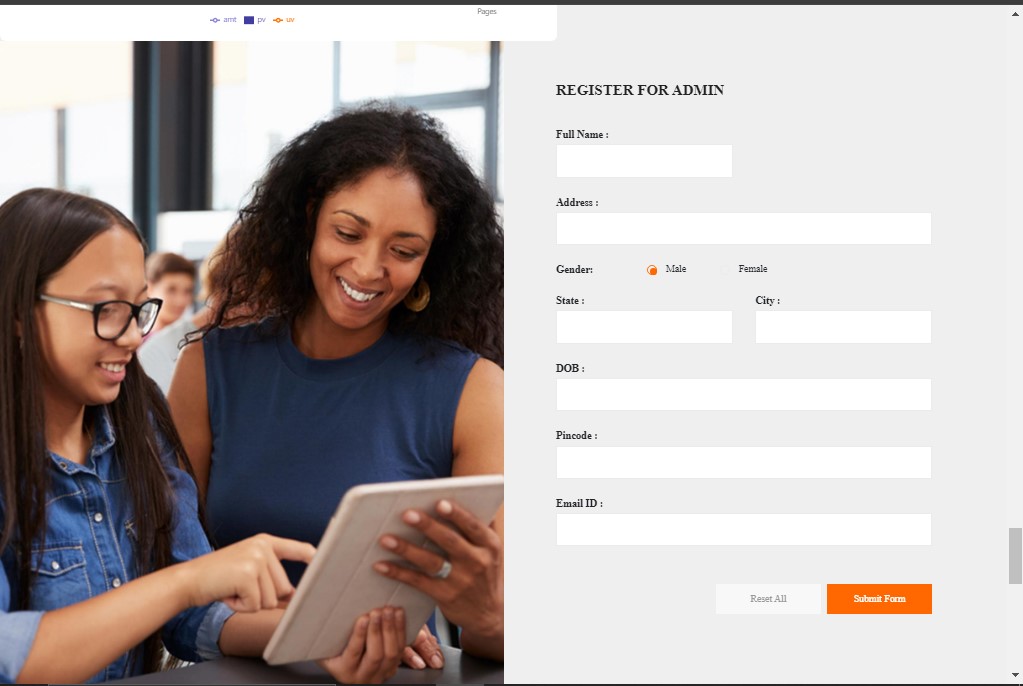 Pages
amt pv uv
REGISTER FOR ADMIN
Full Name :
Address :
Gender: Male Female
State : City :
DOB :
Pincode :
Email ID :
Reset All Submit Form